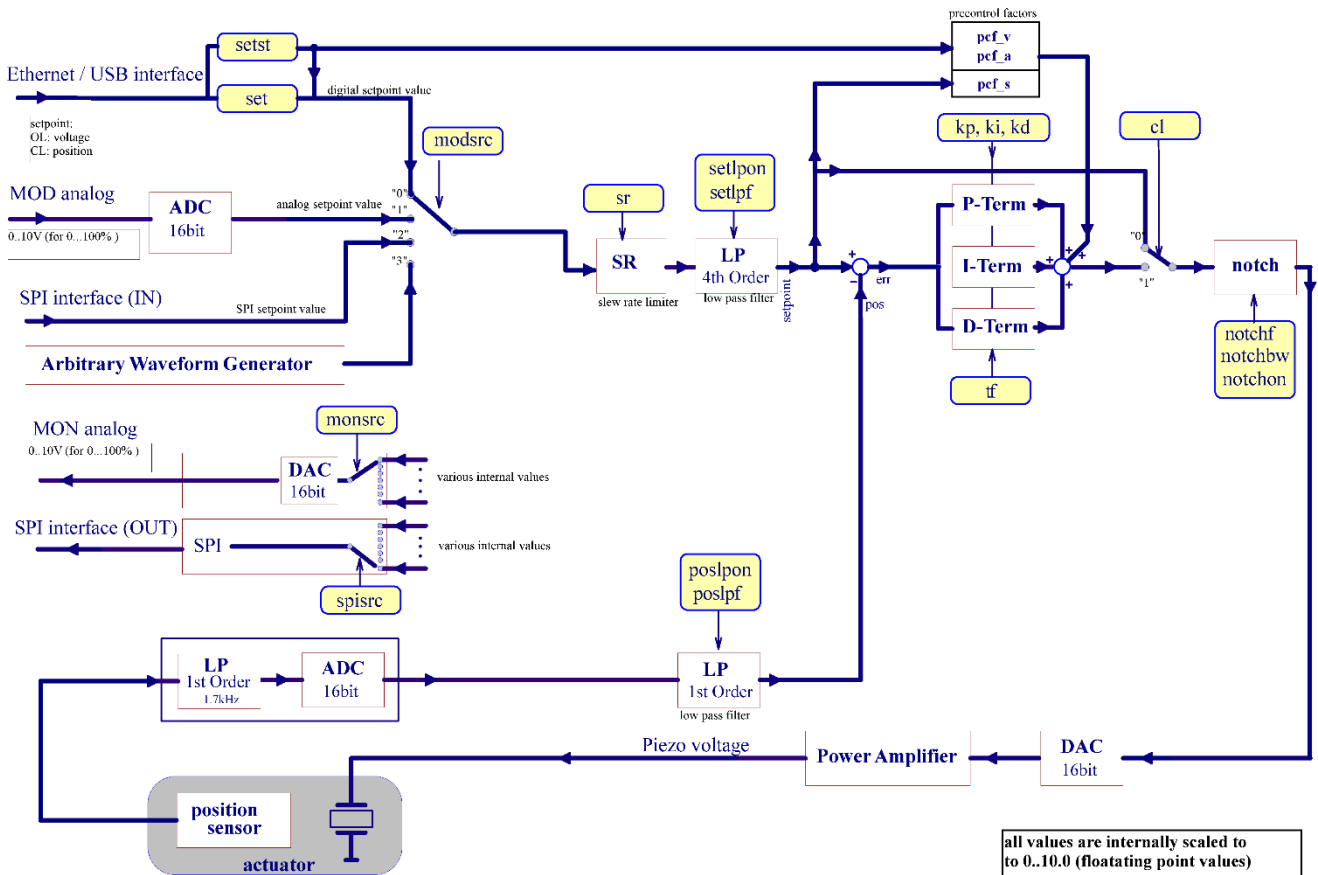 precontrol factors
setst
pcf_v
pcf_a
pcf_s
Ethernet / USB interface
set
digital setpoint value
setpoint;
OL: voltage
CL: position
modsrc
kp, ki, kd
cl
setlpon
setlpf
MOD analog
ADC
16bit
analog setpoint value
"0"
"1"
"2"
"3"
0..10V (for 0...100% )
sr
P-Term
SR
slew rate limiter
LP
4th Order
low pass filter
setpoint
+
−
err
pos
I-Term
+
+
+
+
"0"
"1"
notch
SPI interface (IN)
SPI setpoint value
D-Term
notchf
notchbw
notchon
Arbitrary Waveform Generator
tf
monsrc
MON analog
0..10V (for 0...100% )
DAC
16bit
various internal values
SPI interface (OUT)
SPI
various internal values
spisrc
poslpon
poslpf
LP
1st Order
1.7kHz
ADC
16bit
LP
1st Order
low pass filter
Piezo voltage
Power Amplifier
DAC
16bit
position
sensor
actuator
all values are internally scaled to
to 0..10.0 (floatating point values)